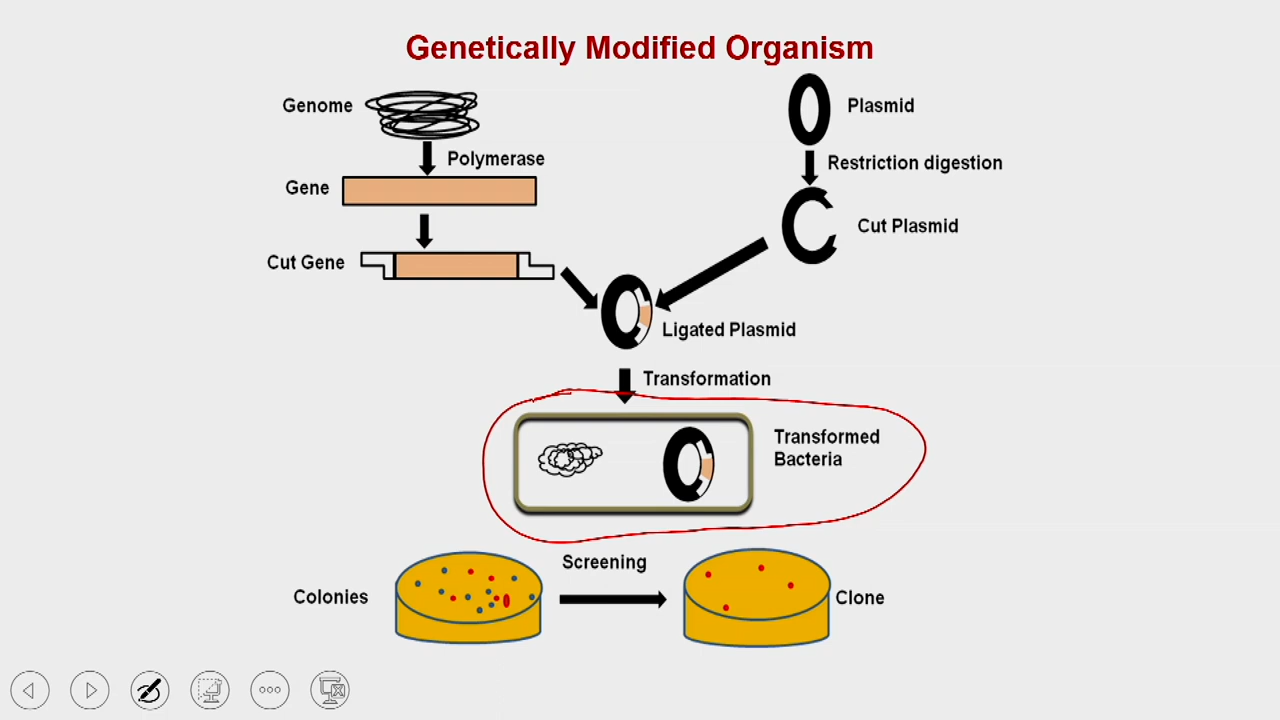 Genetically Modified Organism
Genome
Plasmid
Polymerase
Restriction digestion
Gene
Cut Plasmid
Cut Gene
Ligated Plasmid
Transformation
Transformed
Bacteria
Screening
Colonies
Clone